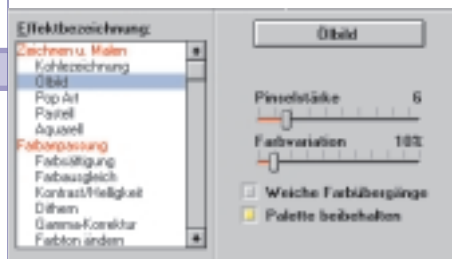 Effektbezeichnung:
Zeichnen u. Malen
Kohlezeichnung
Ölbild
Pop Art
Pastell
Aquarell
Farbanpassung
Farbsättigung
Farbausgleich
Kontrast/Helligkeit
Dithern
Gamma-Korrektur
Farbton ändern
Ölbild
Pinselstärke 6
Farbvariation 10%
Weiche Farbübergänge
Palette beibehalten